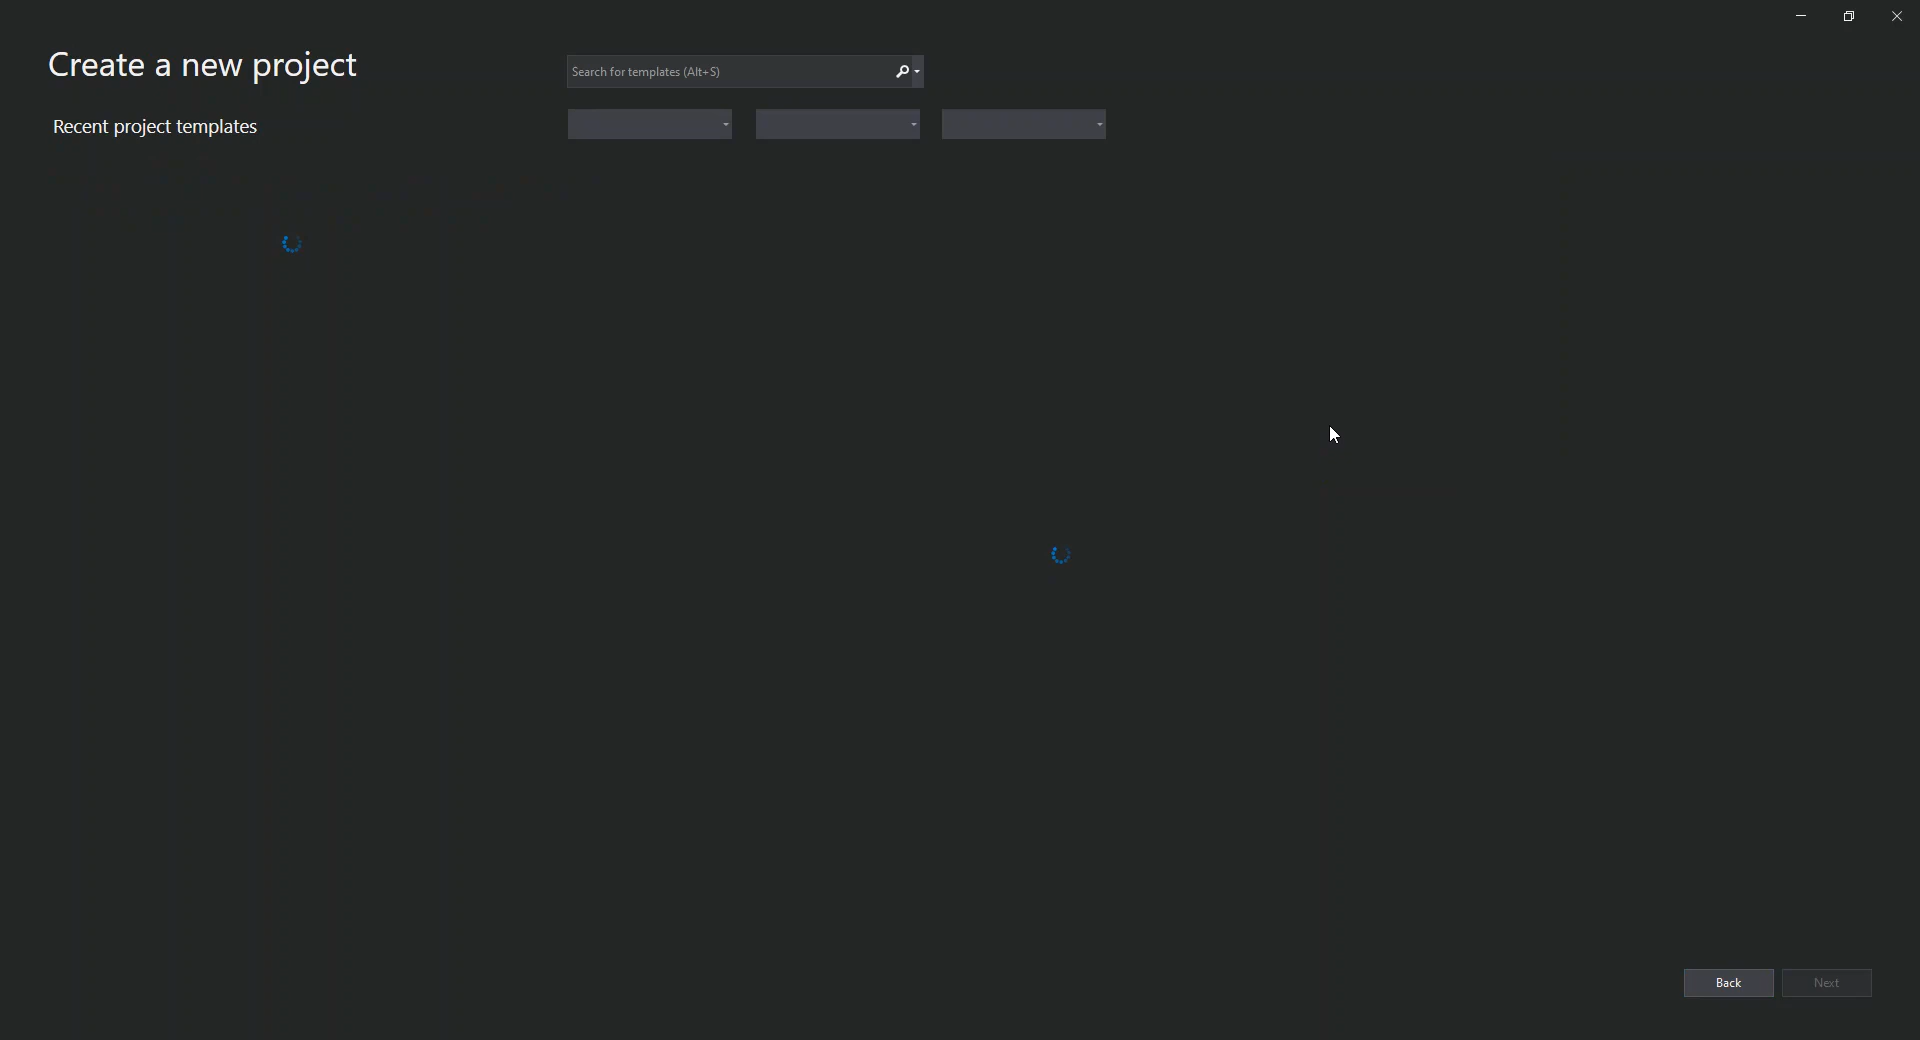 Create a new project
Search for templates (Alt+S)
Recent project templates
Back
Next